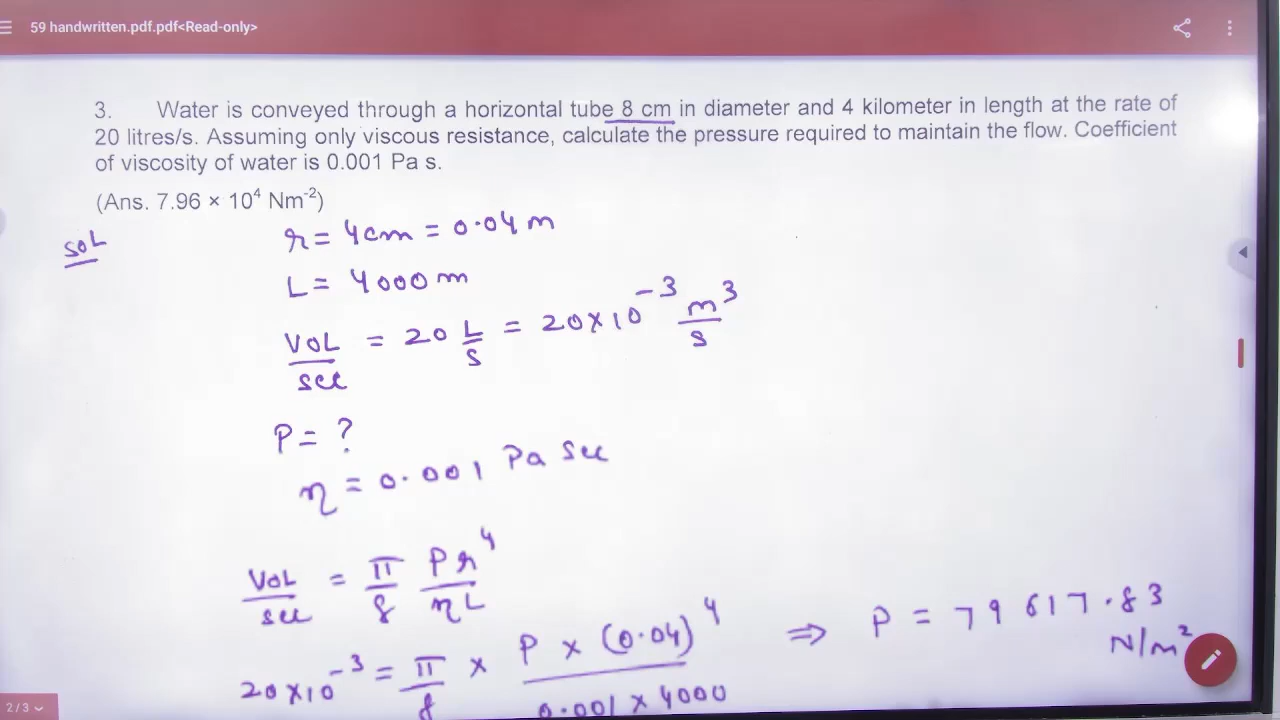 59 handwritten.pdf.pdf<Read-only>
3. Water is conveyed through a horizontal tube 8 cm in diameter and 4 kilometer in length at the rate of
20 litres/s. Assuming only viscous resistance, calculate the pressure required to maintain the flow. Coefficient
of viscosity of water is 0.001 Pa s.
(Ans. 7.96 × 10⁴ Nm⁻²)
SOL
r = 4cm = 0.04 m
L = 4000 m
VOL/sec = 20 L/s = 20×10⁻³ m³/s
P = ?
η = 0.001 Pa sec
VOL/sec = π/8 Pr⁴/ηL
20×10⁻³ = π/8 × P × (0.04)⁴/0.001 × 4000 ⇒ P = 79617.83
N/m²
2/3